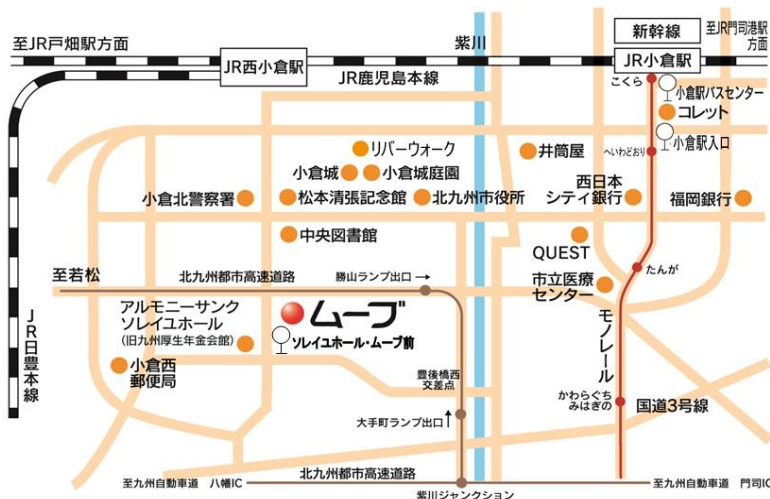 新幹線
至JR門司港駅
方面
至JR戸畑駅方面
紫川
JR西小倉駅
JR小倉駅
JR鹿児島本線
こくら
小倉駅バスセンター
コレット
小倉駅入口
へいわどおり
リバーウォーク
井筒屋
小倉城
小倉城庭園
小倉北警察署
松本清張記念館
北九州市役所
西日本
シティ銀行
福岡銀行
中央図書館
QUEST
たんが
至若松
北九州都市高速道路
勝山ランプ出口→
市立医療
センター
アルモニーサンク
ソレイユホール
(旧九州厚生年金会館)
ムーブ
ソレイユホール・ムーブ前
モノレール
JR日豊本線
小倉西
郵便局
豊後橋西
交差点
かわらぐち
みはぎの
国道3号線
大手町ランプ出口↑
北九州都市高速道路
至九州自動車道 八幡IC
至九州自動車道 門司IC
紫川ジャンクション